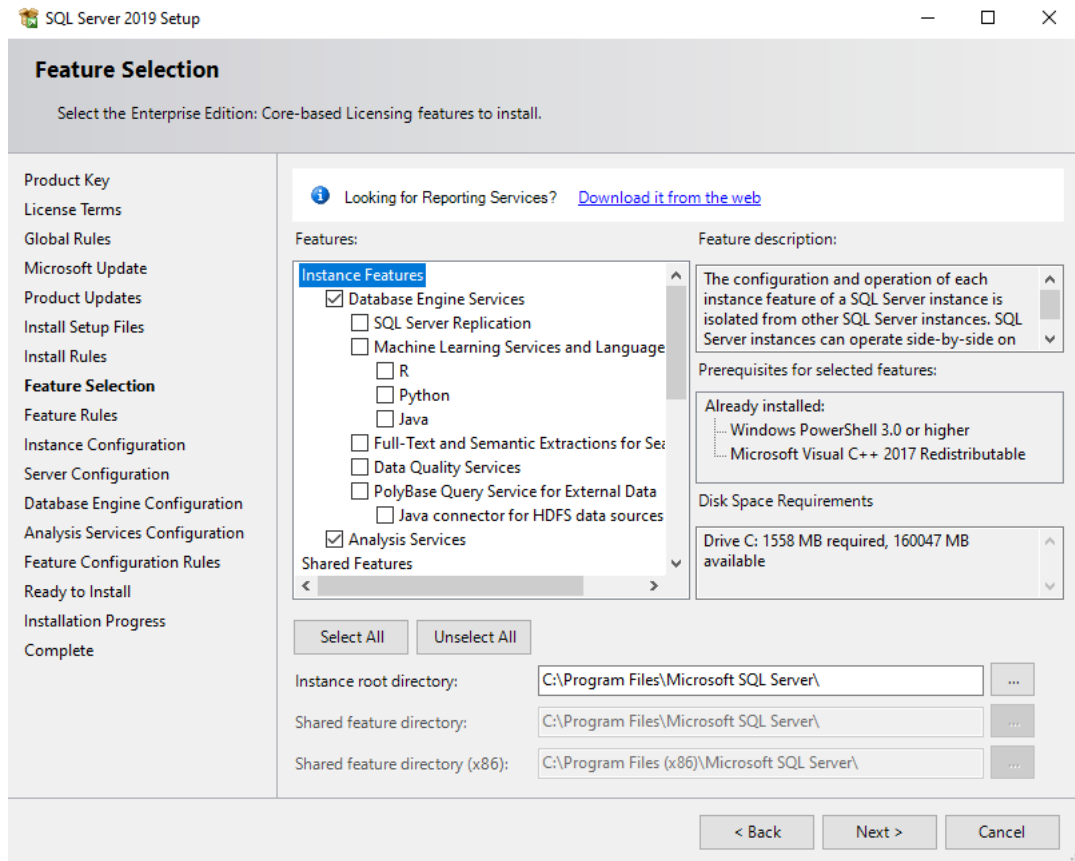 SQL Server 2019 Setup
Feature Selection
Select the Enterprise Edition: Core-based Licensing features to install.
Product Key
License Terms
Global Rules
Microsoft Update
Product Updates
Install Setup Files
Install Rules
Feature Selection
Feature Rules
Instance Configuration
Server Configuration
Database Engine Configuration
Analysis Services Configuration
Feature Configuration Rules
Ready to Install
Installation Progress
Complete
Looking for Reporting Services? Download it from the web
Features:
Instance Features
Database Engine Services
SQL Server Replication
Machine Learning Services and Language
R
Python
Java
Full-Text and Semantic Extractions for Sea
Data Quality Services
PolyBase Query Service for External Data
Java connector for HDFS data sources
Analysis Services
Shared Features
Feature description:
The configuration and operation of each
instance feature of a SQL Server instance is
isolated from other SQL Server instances. SQL
Server instances can operate side-by-side on
Prerequisites for selected features:
Already installed:
Windows PowerShell 3.0 or higher
Microsoft Visual C++ 2017 Redistributable
Disk Space Requirements
Drive C: 1558 MB required, 160047 MB
available
Select All
Unselect All
Instance root directory:
C:\Program Files\Microsoft SQL Server\
...
Shared feature directory:
C:\Program Files\Microsoft SQL Server\
...
Shared feature directory (x86):
C:\Program Files (x86)\Microsoft SQL Server\
...
< Back
Next >
Cancel